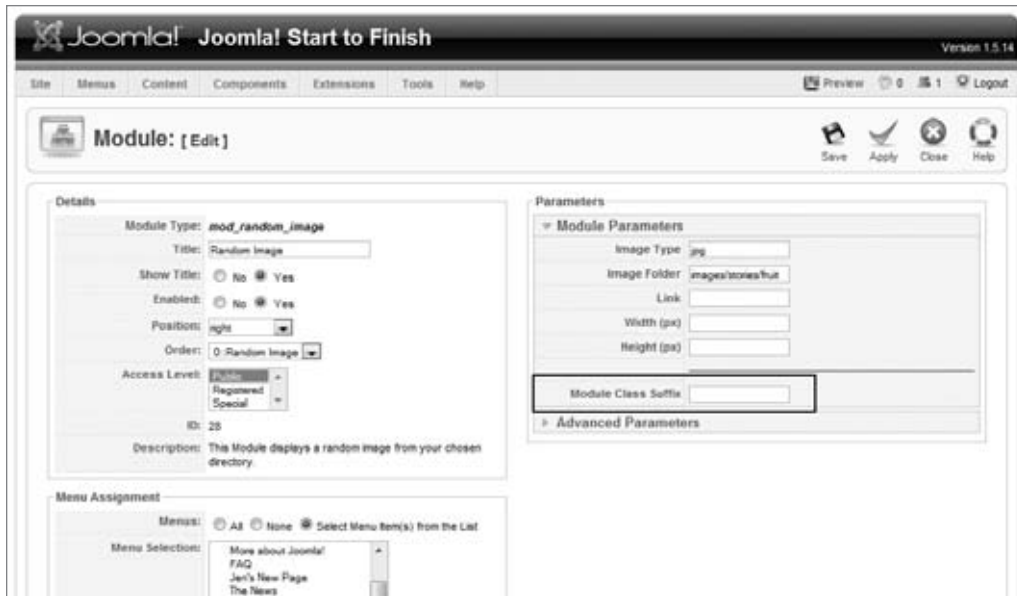 Joomla! Joomla! Start to Finish
Version 1.5.14
Site Menus Content Components Extensions Tools Help
Preview 0 1 Logout
Module: [ Edit ]
Save Apply Close Help
Details
Module Type: mod_random_image
Title: Random Image
Show Title: No Yes
Enabled: No Yes
Position: right
Order: 0 :Random Image
Access Level: Public
Registered
Special
ID: 28
Description: This Module displays a random image from your chosen
directory.
Menu Assignment
Menus: All None Select Menu Item(s) from the List
Menu Selection: More about Joomla!
FAQ
Jen's New Page
The News
Parameters
Module Parameters
Image Type jpg
Image Folder images/stories/fruit
Link
Width (px)
Height (px)
Module Class Suffix
Advanced Parameters